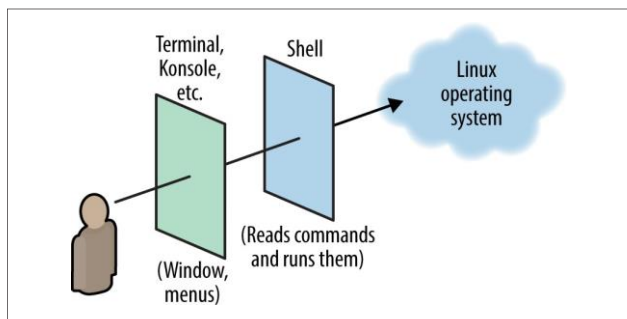 Terminal,
Konsole,
etc.
(Window,
menus)
Shell
(Reads commands
and runs them)
Linux
operating
system